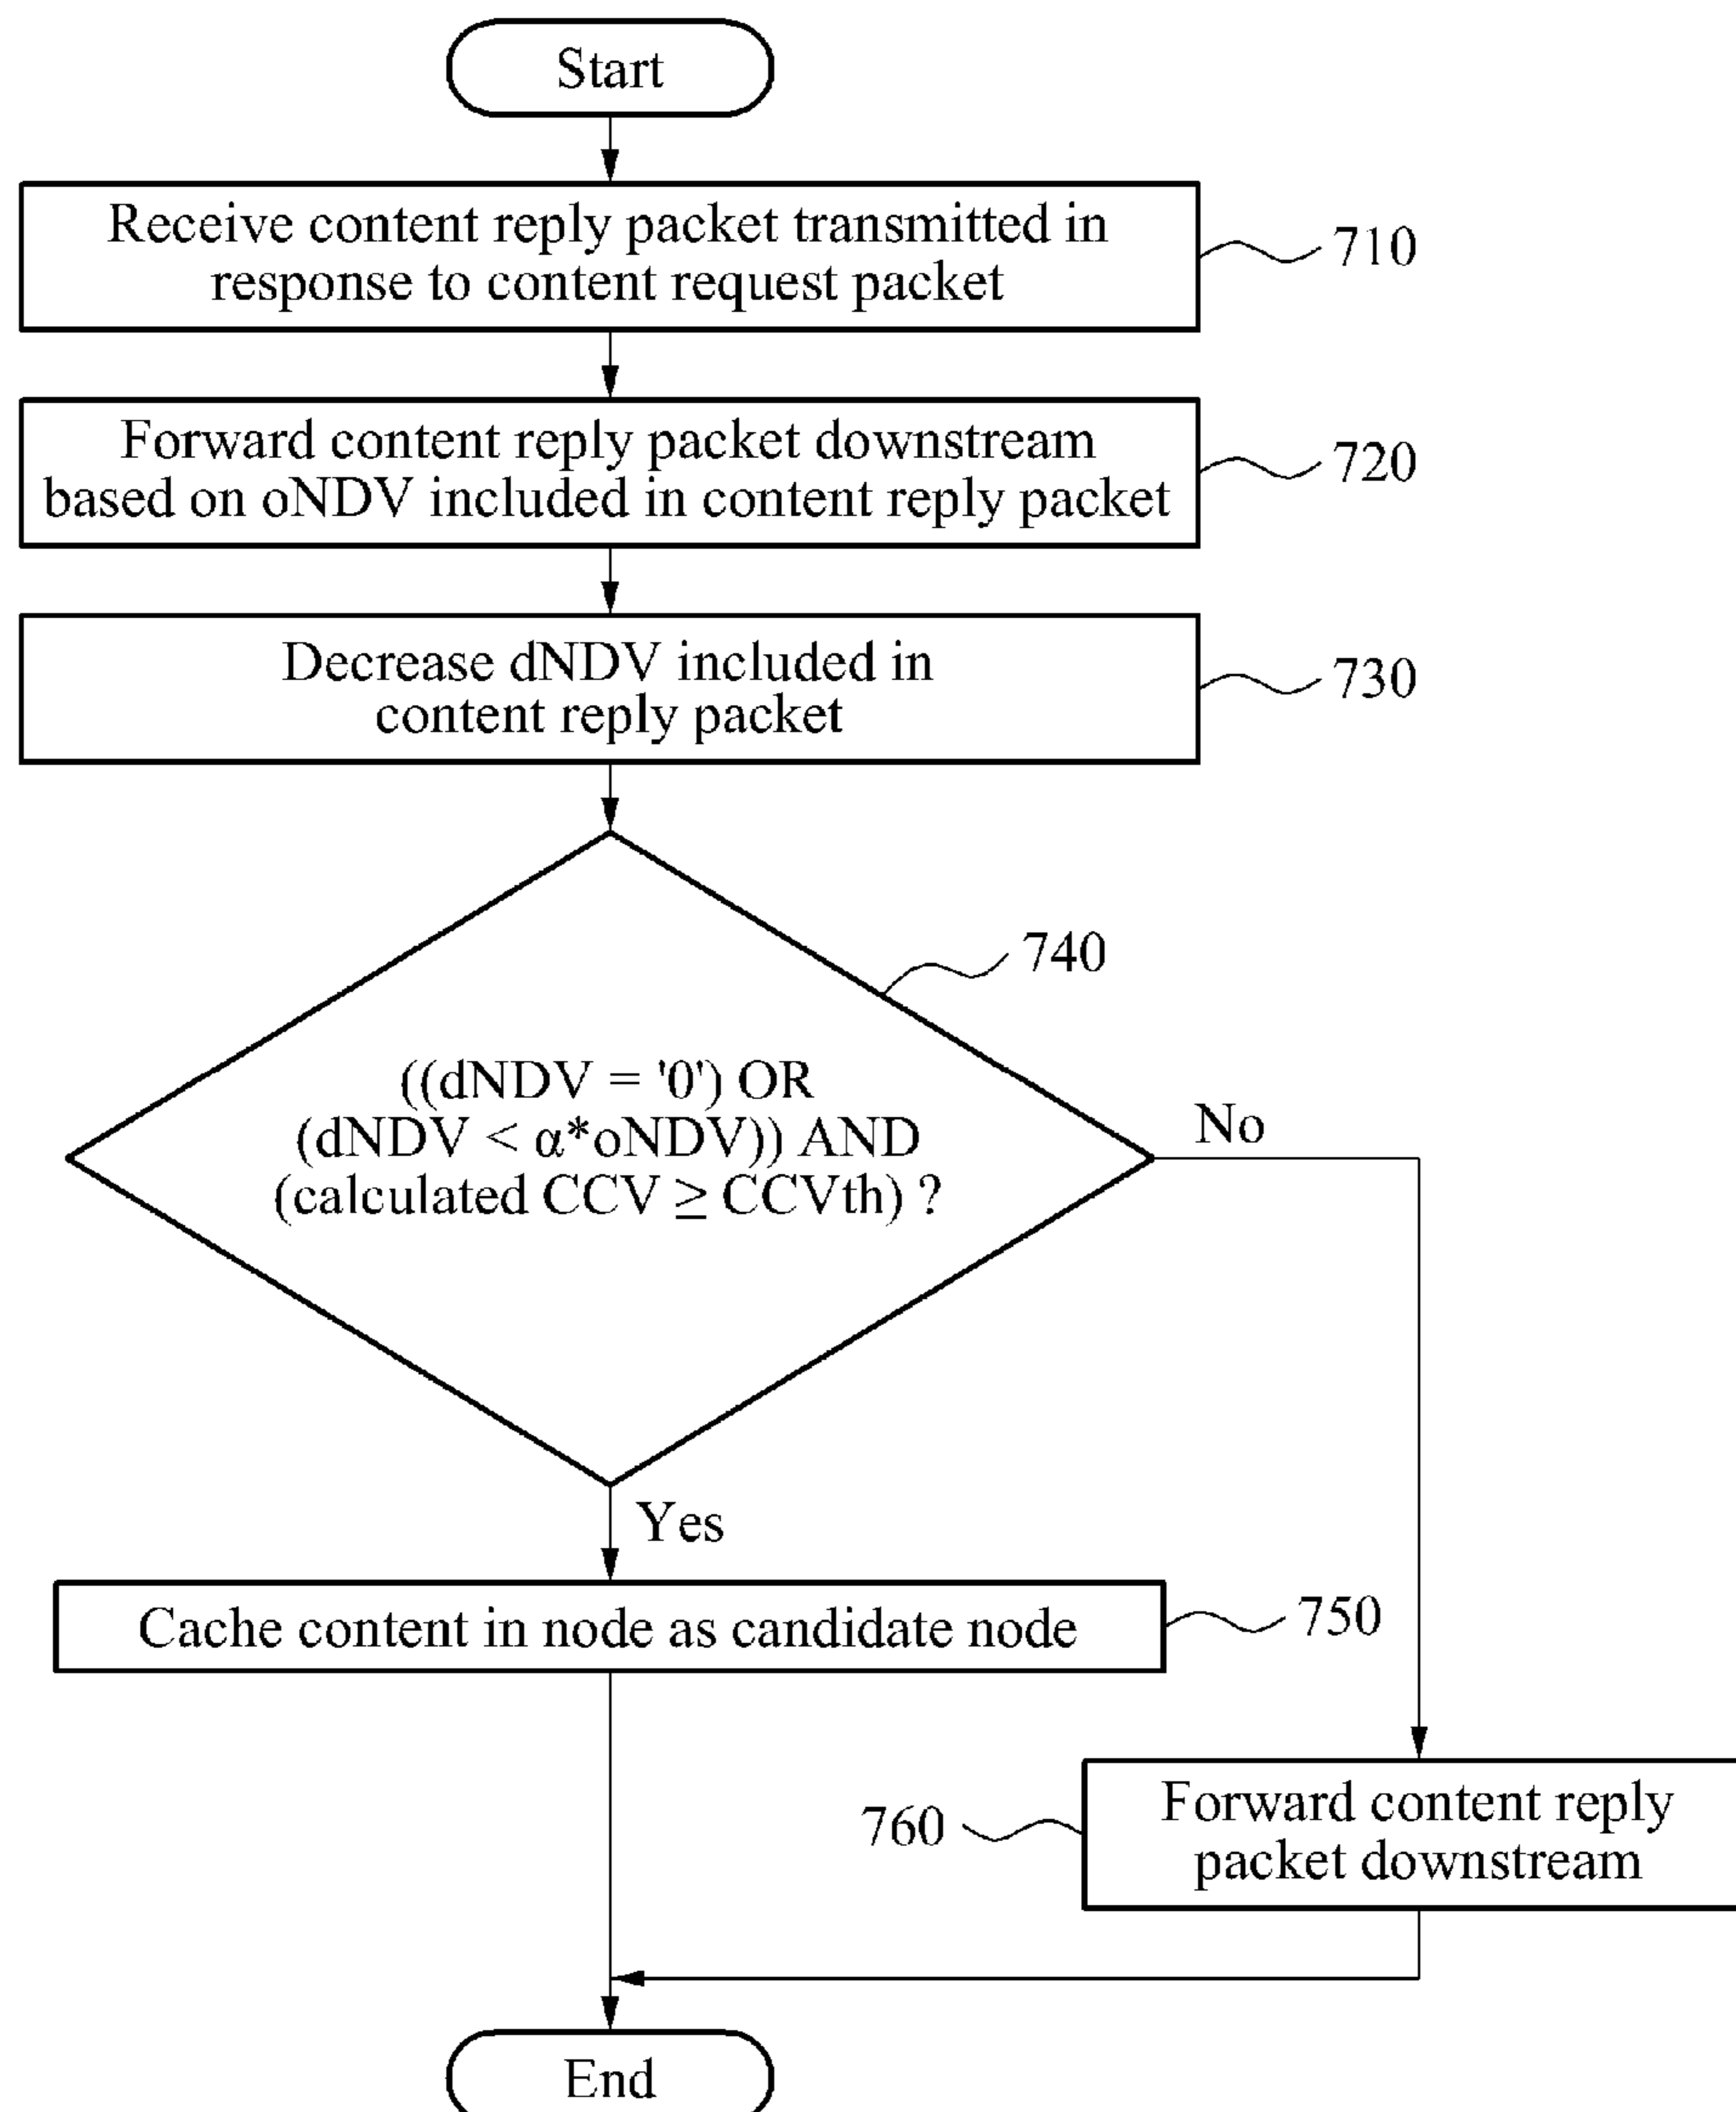 Start
Receive content reply packet transmitted in
response to content request packet
710
Forward content reply packet downstream
based on oNDV included in content reply packet
720
Decrease dNDV included in
content reply packet
730
740
((dNDV = '0') OR
(dNDV < α*oNDV)) AND
(calculated CCV ≥ CCVth) ?
No
Yes
Cache content in node as candidate node
750
760
Forward content reply
packet downstream
End